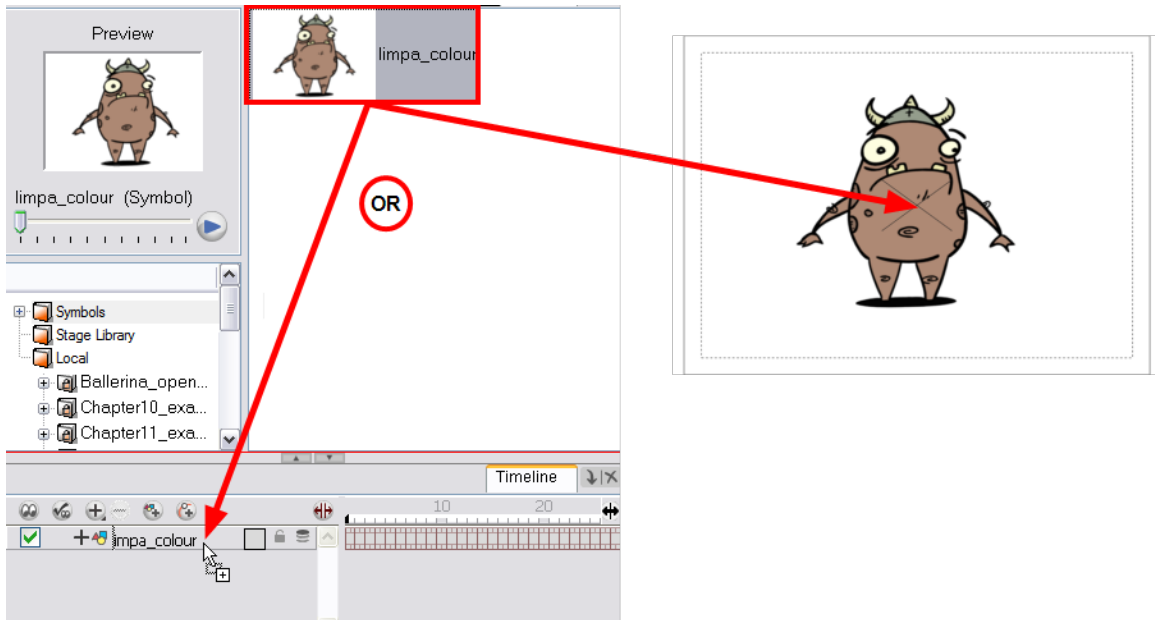 Preview
limpa_colour
limpa_colour (Symbol)
OR
Symbols
Stage Library
Local
Ballerina_open...
Chapter10_exa...
Chapter11_exa...
Timeline
10 20
impa_colour